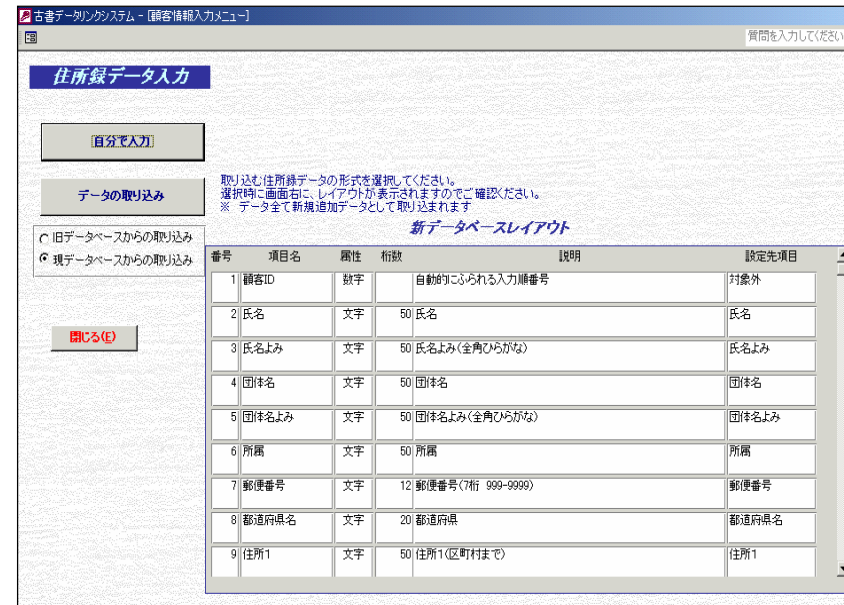 古書データリンクシステム - [顧客情報入力メニュー]
質問を入力してください
住所録データ入力
自分で入力
データの取り込み
取り込む住所録データの形式を選択してください。
選択時に画面右に、レイアウトが表示されますのでご確認ください。
※ データ全て新規追加データとして取り込まれます
旧データベースからの取り込み
現データベースからの取り込み
閉じる(E)
新データベースレイアウト
番号 項目名 属性 桁数 説明 設定先項目
1 顧客ID 数字 自動的にふられる入力順番号 対象外
2 氏名 文字 50 氏名 氏名
3 氏名よみ 文字 50 氏名よみ(全角ひらがな) 氏名よみ
4 団体名 文字 50 団体名 団体名
5 団体名よみ 文字 50 団体名よみ(全角ひらがな) 団体名よみ
6 所属 文字 50 所属 所属
7 郵便番号 文字 12 郵便番号(7桁 999-9999) 郵便番号
8 都道府県名 文字 20 都道府県 都道府県名
9 住所1 文字 50 住所1(区町村まで) 住所1